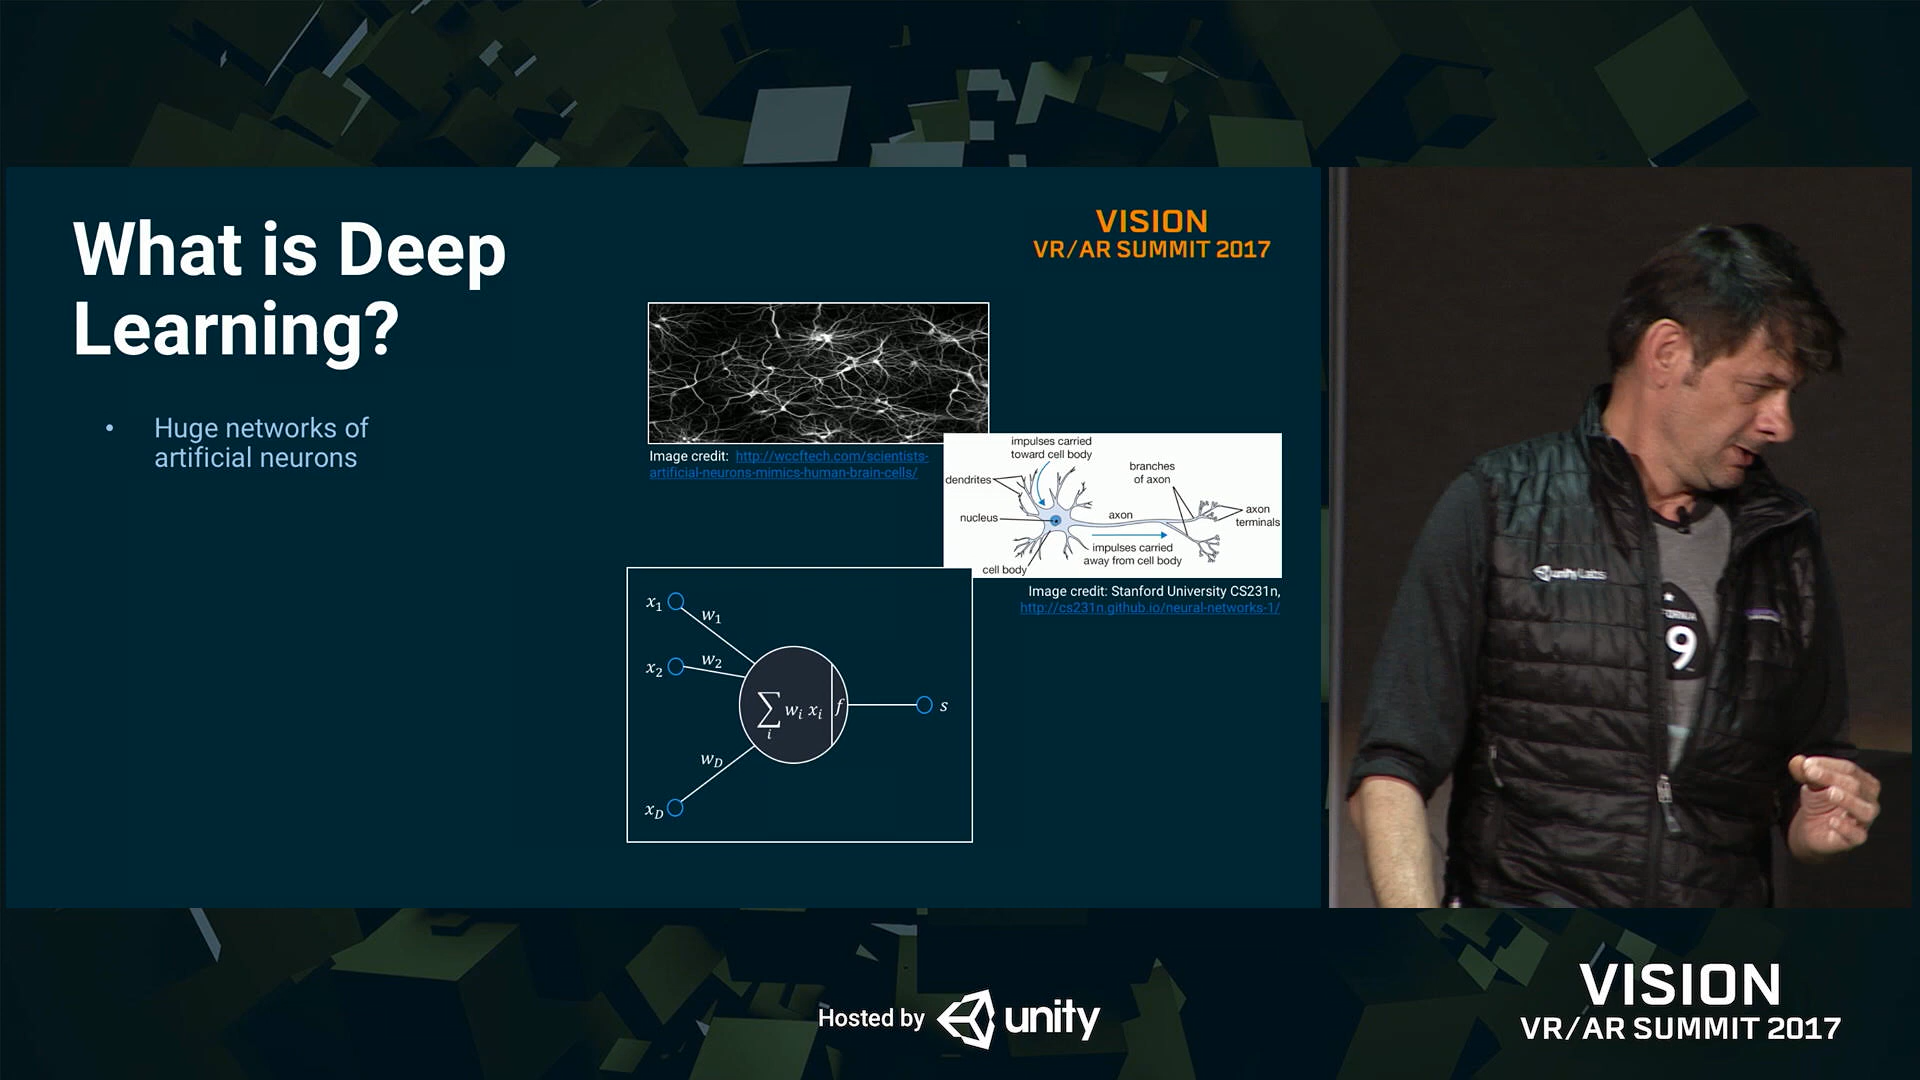 What is Deep
Learning?
• Huge networks of
artificial neurons
VISION
VR/AR SUMMIT 2017
Image credit: http://wccftech.com/scientists-
artificial-neurons-mimics-human-brain-cells/
impulses carried
toward cell body
branches
of axon
dendrites
axon
terminals
nucleus
axon
impulses carried
away from cell body
cell body
Image credit: Stanford University CS231n,
http://cs231n.github.io/neural-networks-1/
x₁
w₁
x₂
w₂
∑ wᵢ xᵢ f
i
s
w_D
x_D
unity Labs
9
Hosted by unity
VISION
VR/AR SUMMIT 2017